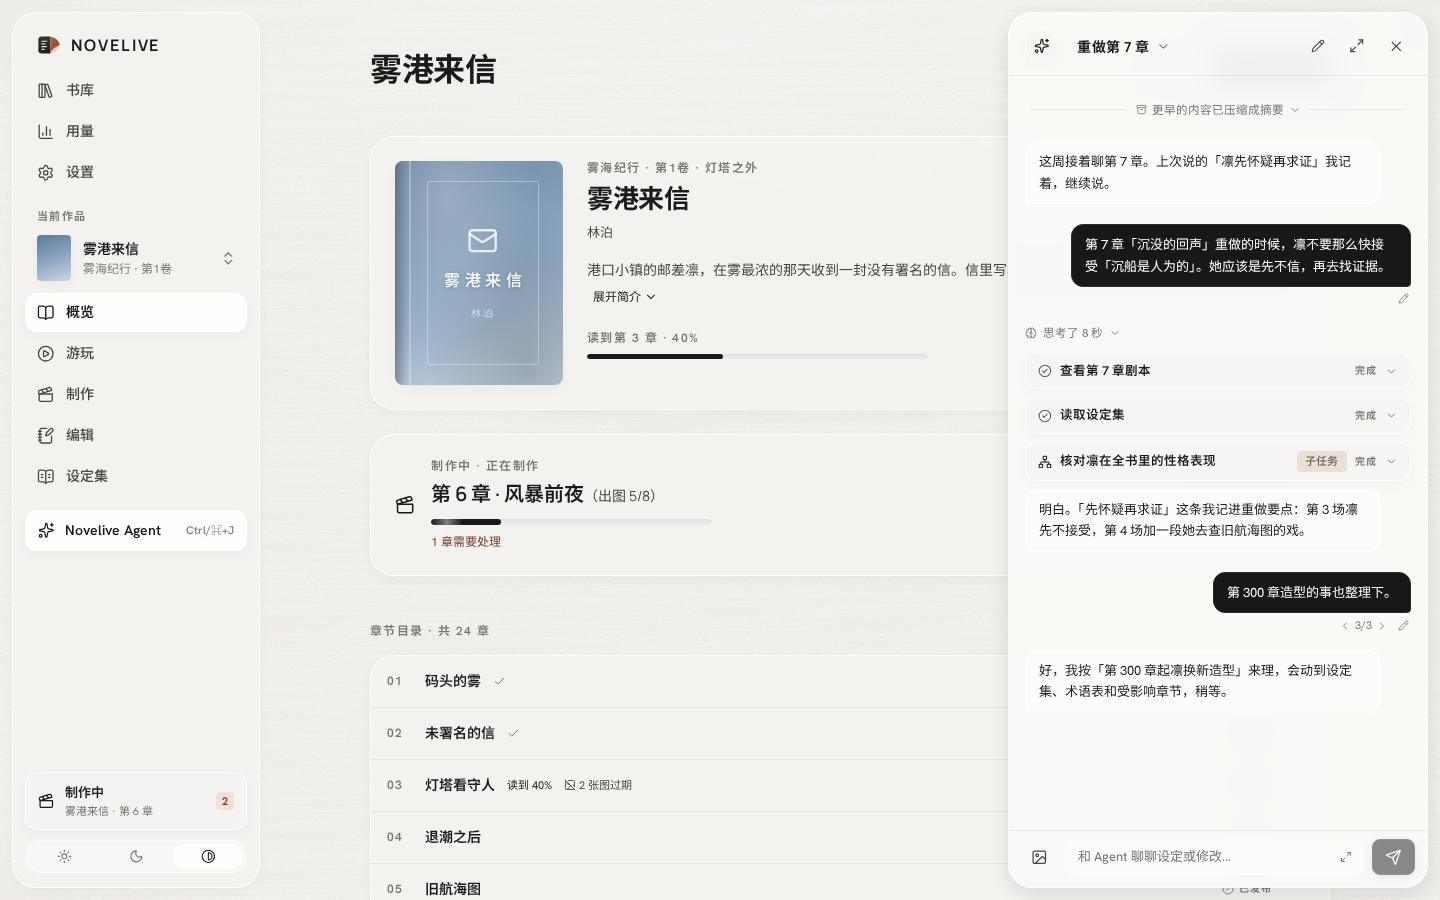 NOVELIVE
书库
用量
设置
当前作品
雾港来信
雾海纪行 · 第1卷
概览
游玩
制作
编辑
设定集
Novelive Agent Ctrl/⌘+J
制作中
雾港来信 · 第 6 章
2
雾港来信
雾港来信
林泊
雾海纪行 · 第1卷 · 灯塔之外
雾港来信
林泊
港口小镇的邮差凛，在雾最浓的那天收到一封没有署名的信。信里写
展开简介
读到第 3 章 · 40%
制作中 · 正在制作
第 6 章 · 风暴前夜（出图 5/8）
1 章需要处理
章节目录 · 共 24 章
01 码头的雾
02 未署名的信
03 灯塔看守人 读到 40% 2 张图过期
04 退潮之后
05 旧航海图
已发布
重做第 7 章
更早的内容已压缩成摘要
这周接着聊第 7 章。上次说的「凛先怀疑再求证」我记
着，继续说。
第 7 章「沉没的回声」重做的时候，凛不要那么快接
受「沉船是人为的」。她应该是先不信，再去找证据。
思考了 8 秒
查看第 7 章剧本 完成
读取设定集 完成
核对凛在全书里的性格表现 子任务 完成
明白。「先怀疑再求证」这条我记进重做要点：第 3 场凛
先不接受，第 4 场加一段她去查旧航海图的戏。
第 300 章造型的事也整理下。
3/3
好，我按「第 300 章起凛换新造型」来理，会动到设定
集、术语表和受影响章节，稍等。
和 Agent 聊聊设定或修改...